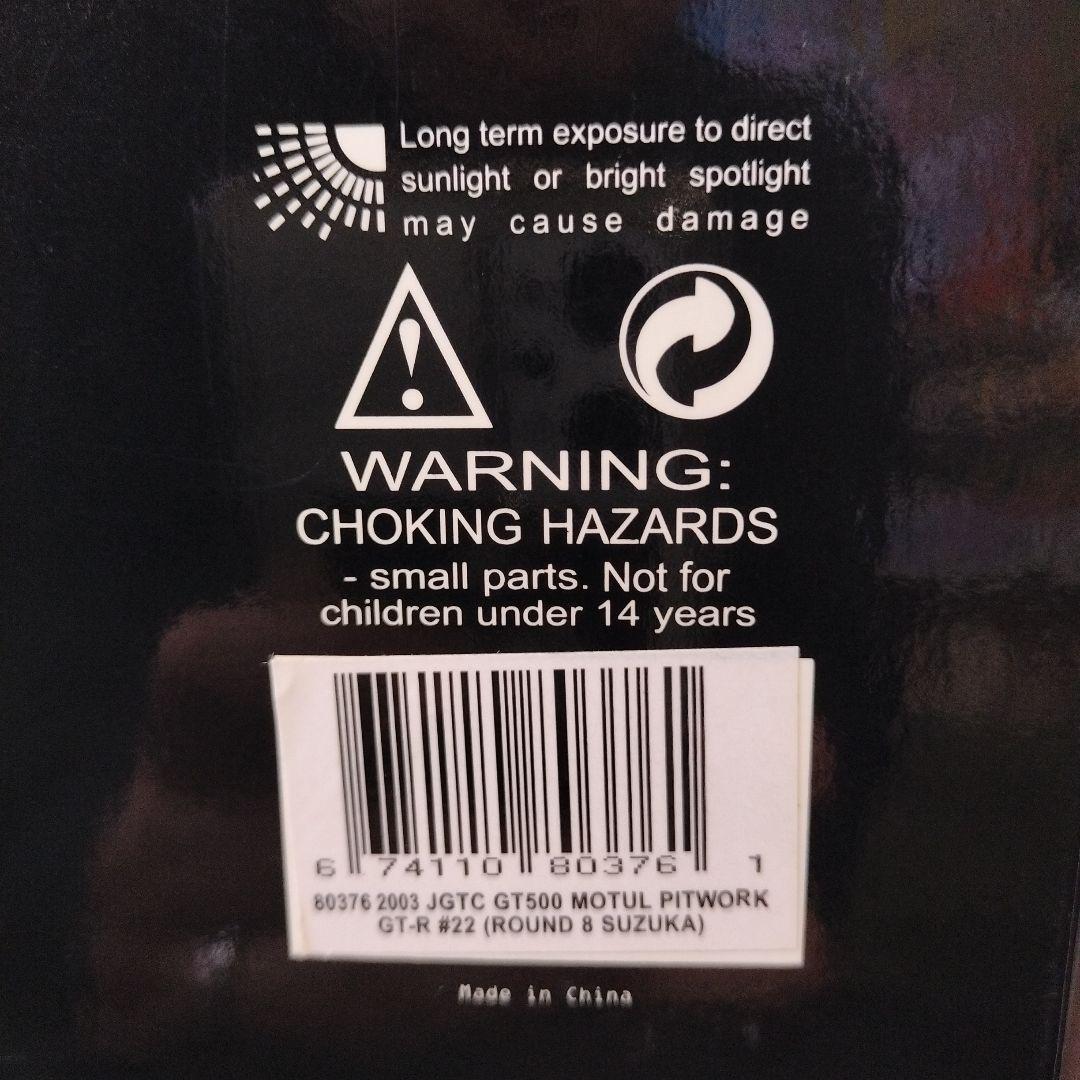 Long term exposure to direct
sunlight or bright spotlight
may cause damage
WARNING:
CHOKING HAZARDS
- small parts. Not for
children under 14 years
6 74110 80376 1
80376 2003 JGTC GT500 MOTUL PITWORK
GT-R #22 (ROUND 8 SUZUKA)
Made in China